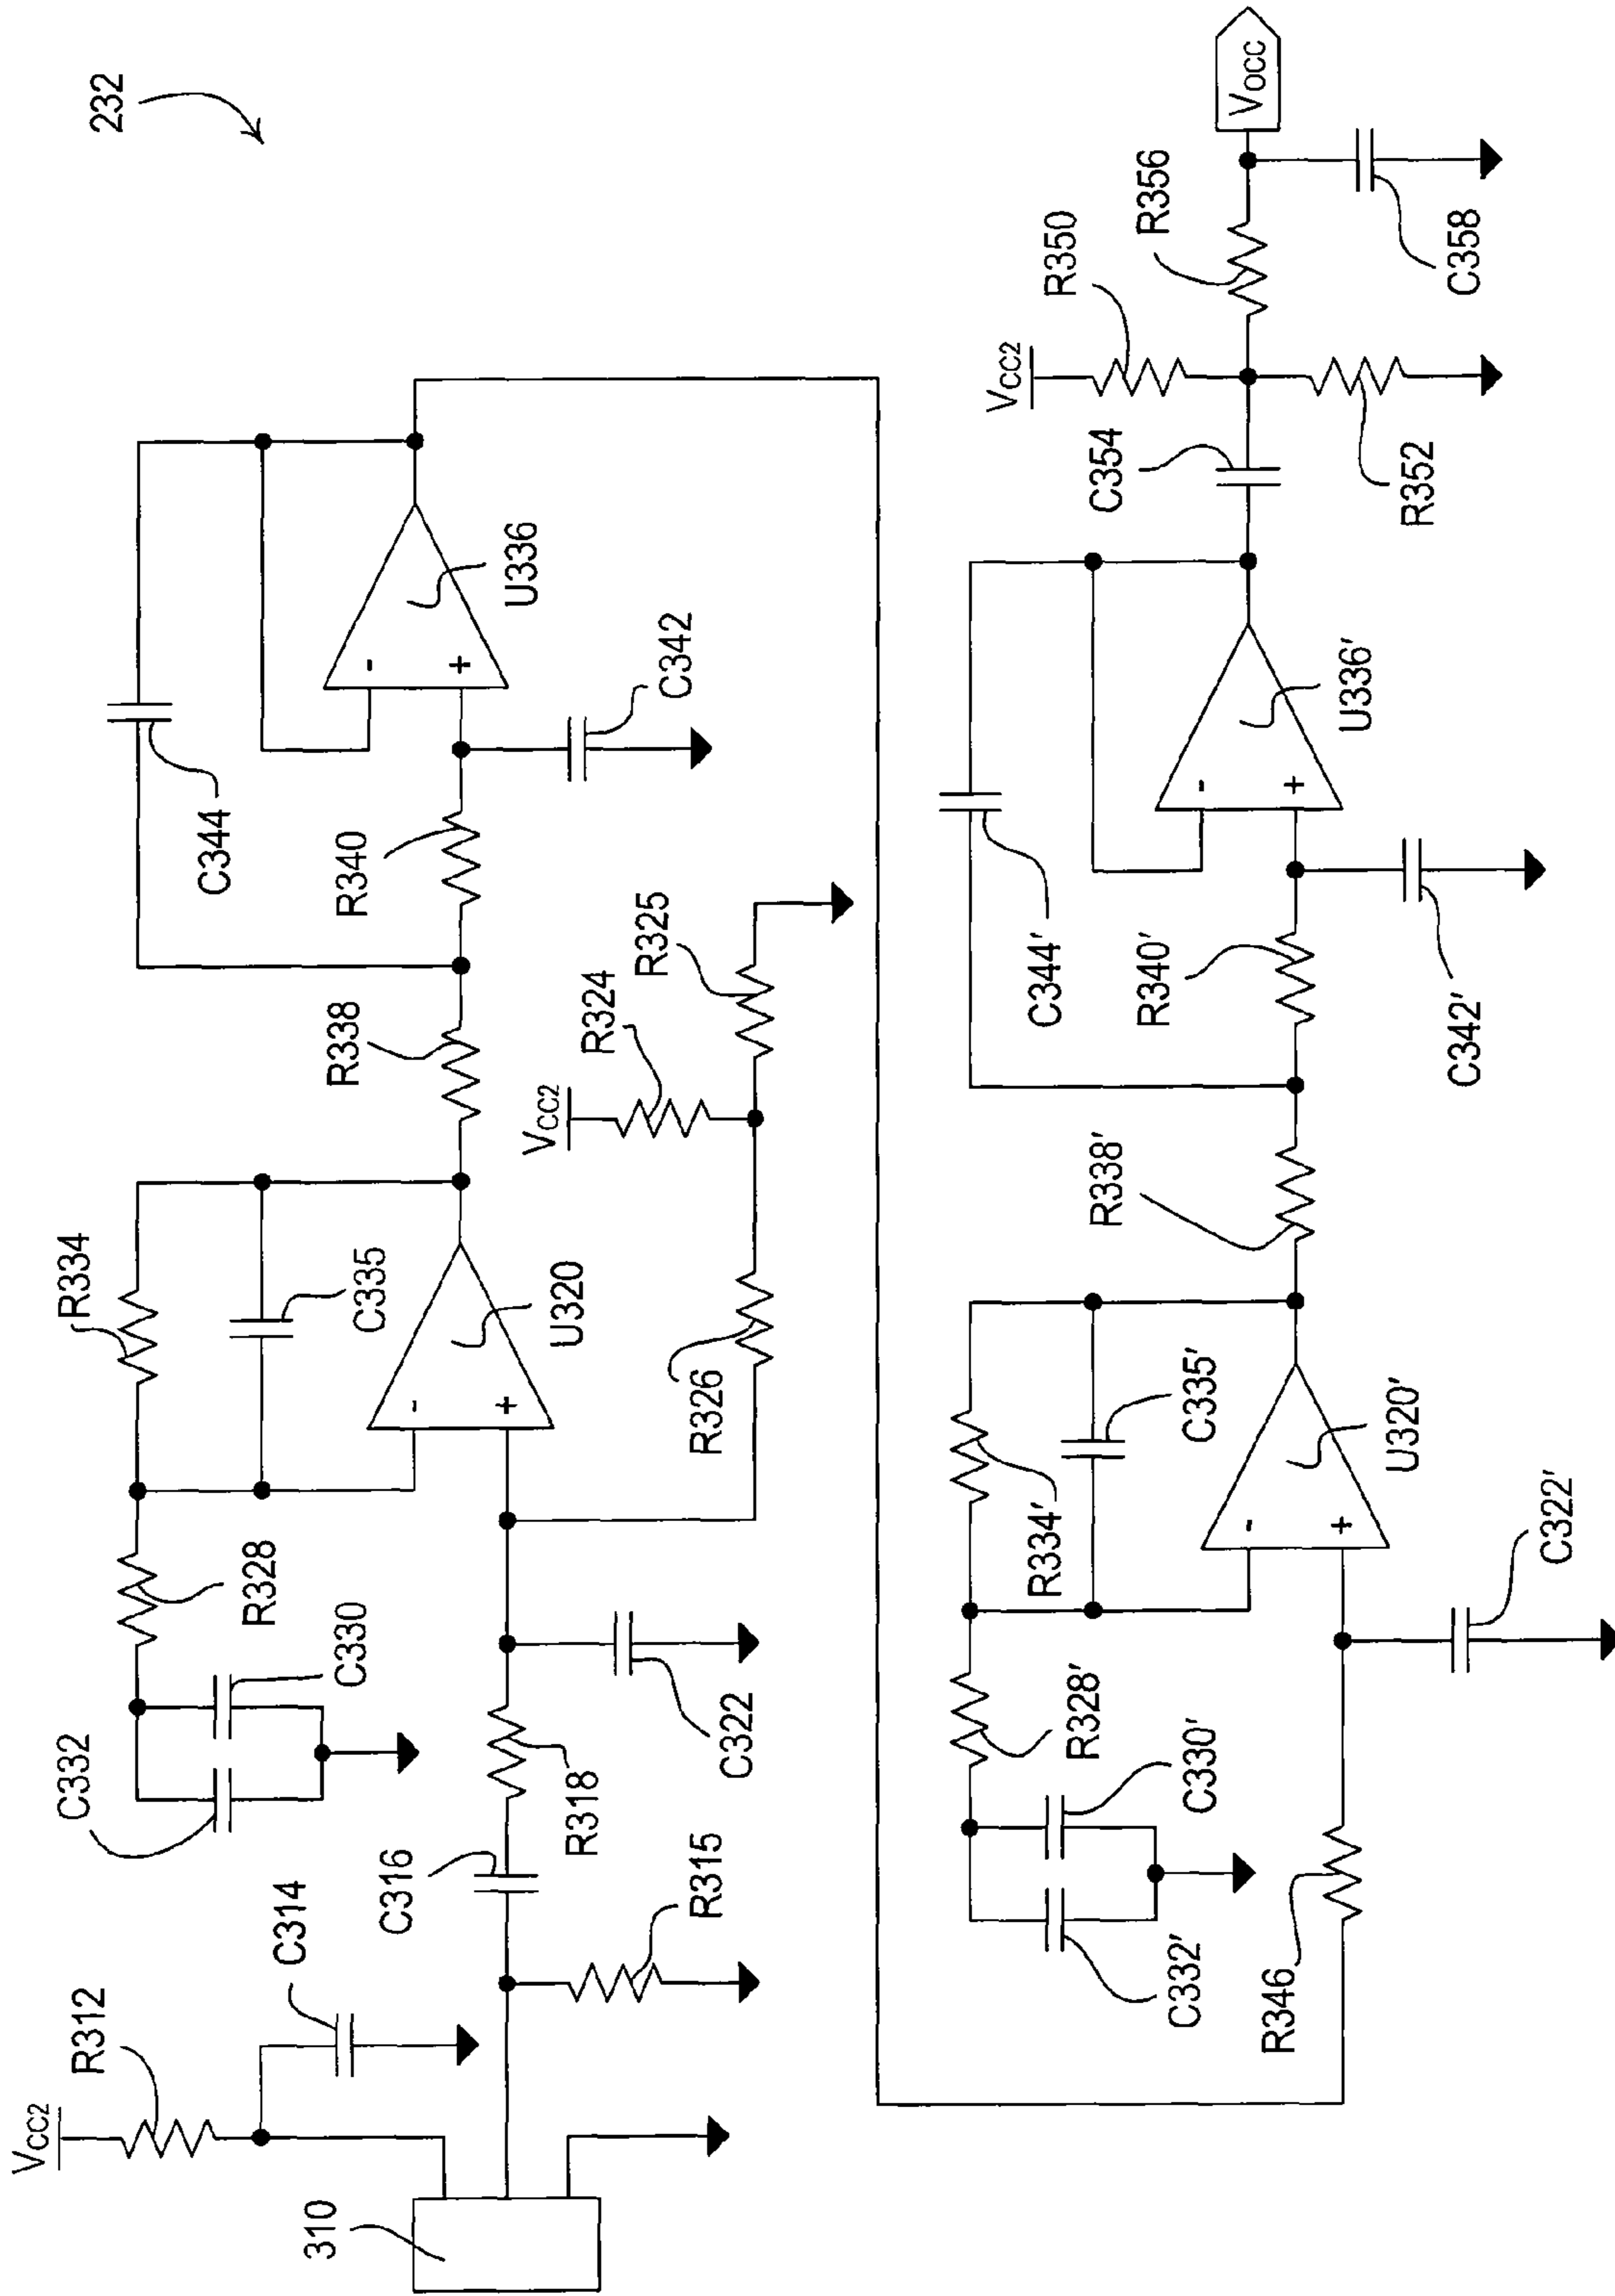 232
VCC2
R312
C314
310
C332
C330
R328
R334
C335
C316
R318
R315
C322
-
+
U320
R326
VCC2
R324
R325
R338
R340
C344
-
+
U336
C342
R346
C332'
C330'
R328'
R334'
C335'
-
+
U320'
C322'
R338'
R340'
C344'
-
+
U336'
C342'
C354
VCC2
R350
R352
R356
C358
VOCC